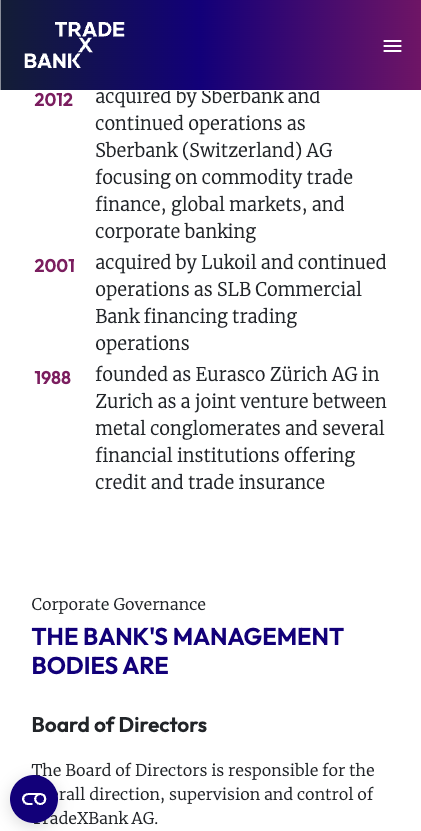 TRADE
X
BANK
2012 acquired by Sberbank and
continued operations as
Sberbank (Switzerland) AG
focusing on commodity trade
finance, global markets, and
corporate banking
2001 acquired by Lukoil and continued
operations as SLB Commercial
Bank financing trading
operations
1988 founded as Eurasco Zürich AG in
Zurich as a joint venture between
metal conglomerates and several
financial institutions offering
credit and trade insurance
Corporate Governance
THE BANK'S MANAGEMENT
BODIES ARE
Board of Directors
The Board of Directors is responsible for the
direction, supervision and control of
TradeXBank AG.